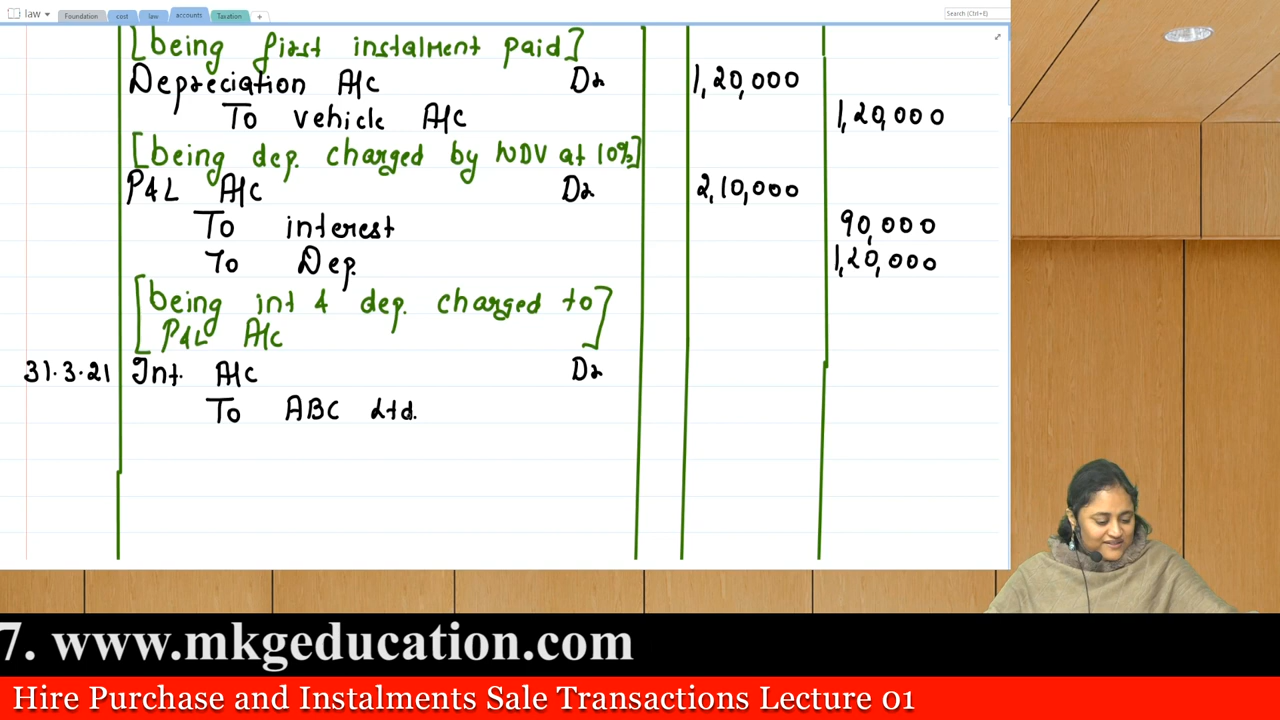 law
Foundation
cost
law
accounts
Taxation
+
Search (Ctrl+E)
[being first instalment paid]
Depreciation A/c Dr 1,20,000
To vehicle A/c 1,20,000
[being dep. charged by WDV at 10%]
P&L A/c Dr 2,10,000
To interest 90,000
To Dep. 1,20,000
[being int & dep. charged to
P&L A/c]
31.3.21 Int. A/c Dr
To ABC Ltd.
7. www.mkgeducation.com
Hire Purchase and Instalments Sale Transactions Lecture 01